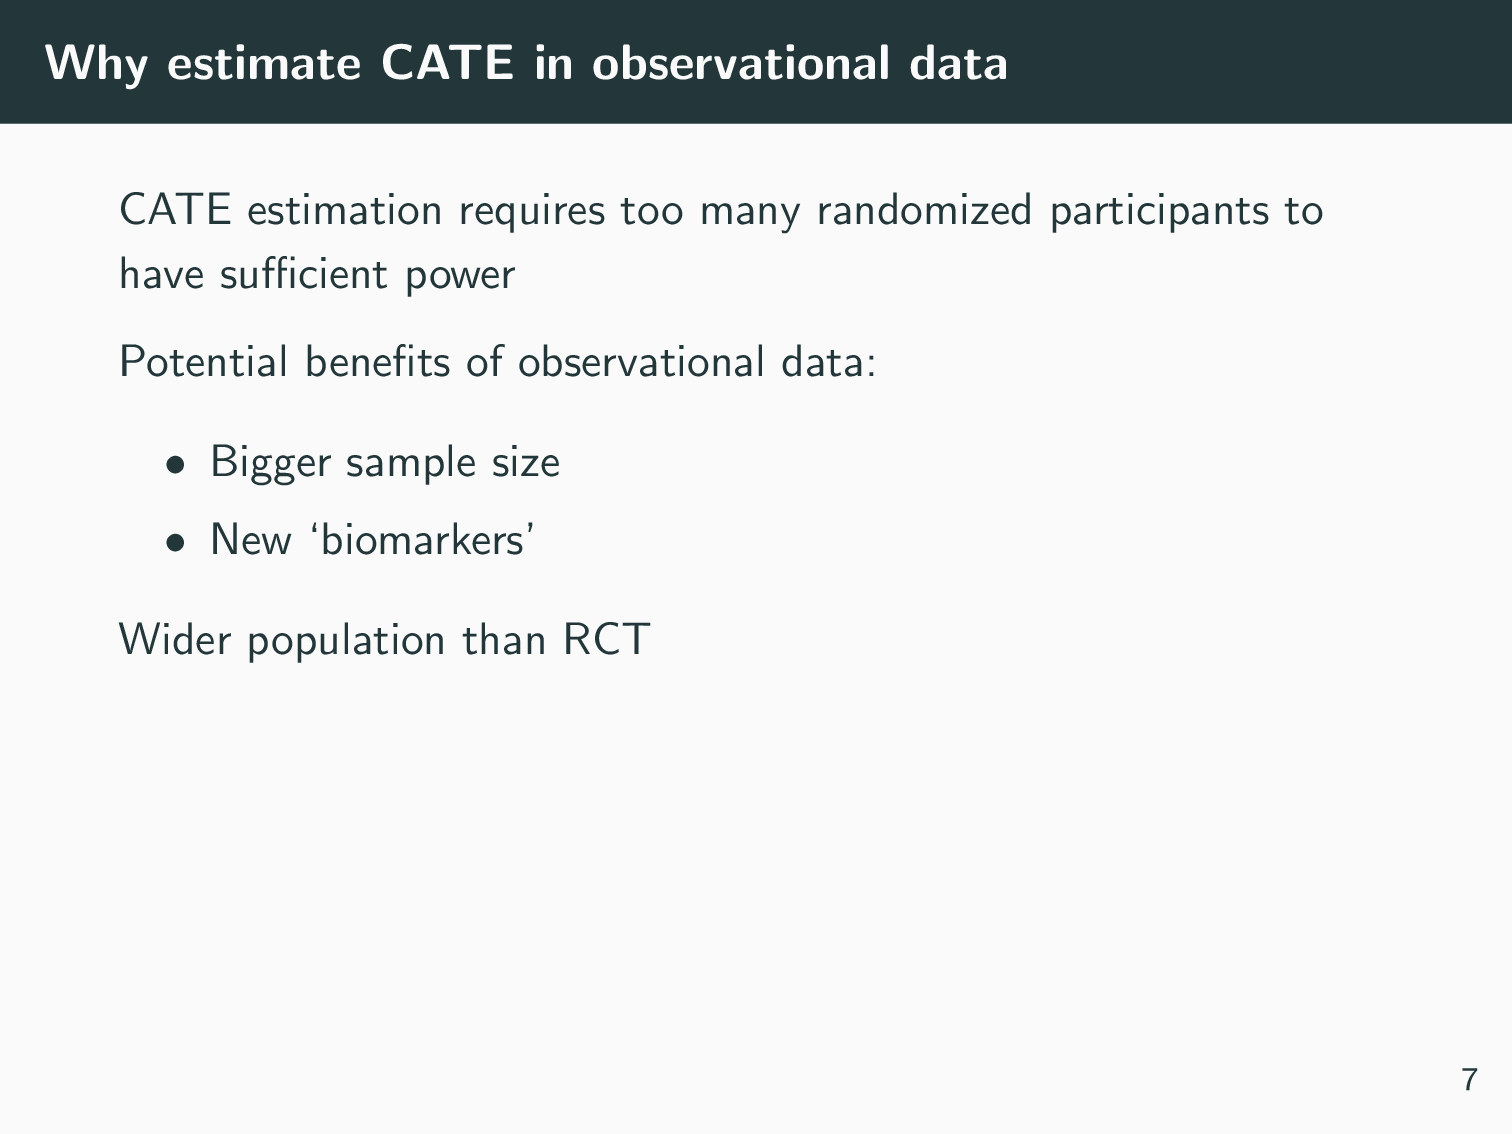 Why estimate CATE in observational data
CATE estimation requires too many randomized participants to
have sufficient power
Potential benefits of observational data:
• Bigger sample size
• New ‘biomarkers’
Wider population than RCT
7